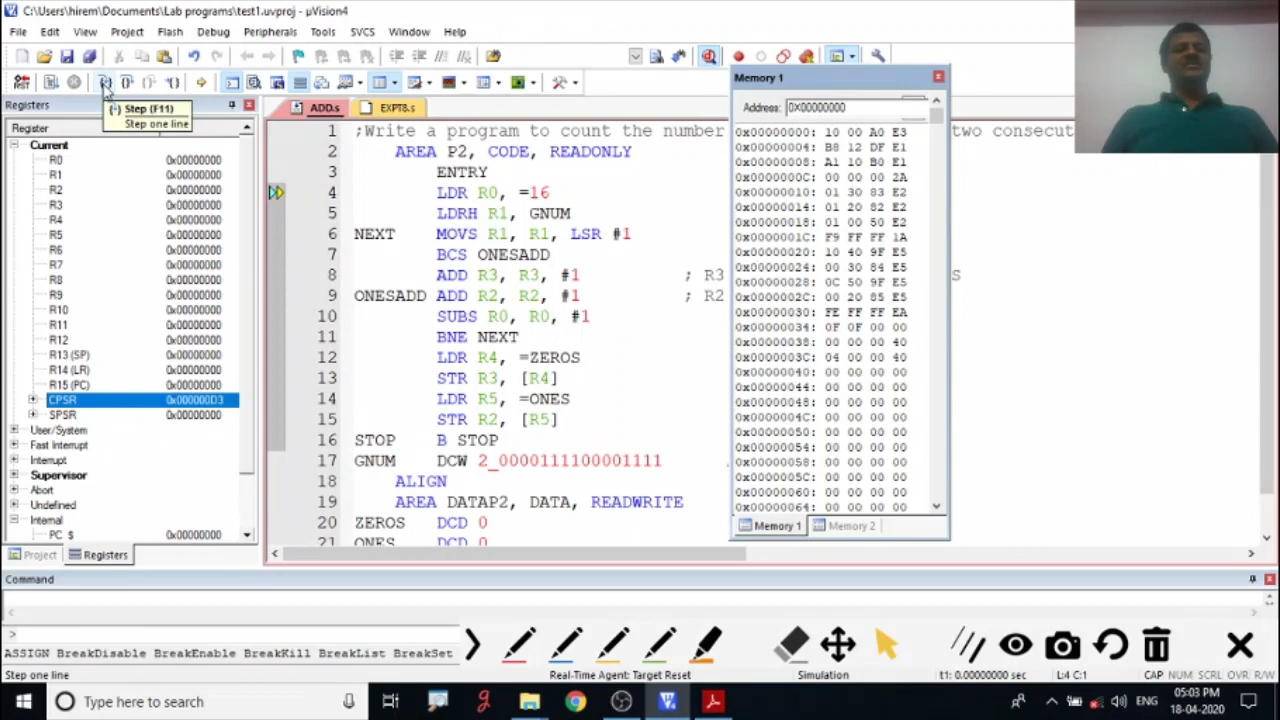 C:\Users\hirem\Documents\Lab programs\test1.uvproj - µVision4
File Edit View Project Flash Debug Peripherals Tools SVCS Window Help
Registers
Step (F11)
Step one line
Register
Current
R0 0x00000000
R1 0x00000000
R2 0x00000000
R3 0x00000000
R4 0x00000000
R5 0x00000000
R6 0x00000000
R7 0x00000000
R8 0x00000000
R9 0x00000000
R10 0x00000000
R11 0x00000000
R12 0x00000000
R13 (SP) 0x00000000
R14 (LR) 0x00000000
R15 (PC) 0x00000000
CPSR 0x000000D3
SPSR 0x00000000
User/System
Fast Interrupt
Interrupt
Supervisor
Abort
Undefined
Internal
PC $ 0x00000000
Project Registers
ADD.s EXPT8.s
1 ;Write a program to count the number two consecut
2 AREA P2, CODE, READONLY
3 ENTRY
4 LDR R0, =16
5 LDRH R1, GNUM
6 NEXT MOVS R1, R1, LSR #1
7 BCS ONESADD
8 ADD R3, R3, #1 ; R3 S
9 ONESADD ADD R2, R2, #1 ; R2
10 SUBS R0, R0, #1
11 BNE NEXT
12 LDR R4, =ZEROS
13 STR R3, [R4]
14 LDR R5, =ONES
15 STR R2, [R5]
16 STOP B STOP
17 GNUM DCW 2_0000111100001111
18 ALIGN
19 AREA DATAP2, DATA, READWRITE
20 ZEROS DCD 0
21 ONES DCD 0
Memory 1
Address: 0X00000000
0x00000000: 10 00 A0 E3
0x00000004: B8 12 DF E1
0x00000008: A1 10 B0 E1
0x0000000C: 00 00 00 2A
0x00000010: 01 30 83 E2
0x00000014: 01 20 82 E2
0x00000018: 01 00 50 E2
0x0000001C: F9 FF FF 1A
0x00000020: 10 40 9F E5
0x00000024: 00 30 84 E5
0x00000028: 0C 50 9F E5
0x0000002C: 00 20 85 E5
0x00000030: FE FF FF EA
0x00000034: 0F 0F 00 00
0x00000038: 00 00 00 40
0x0000003C: 04 00 00 40
0x00000040: 00 00 00 00
0x00000044: 00 00 00 00
0x00000048: 00 00 00 00
0x0000004C: 00 00 00 00
0x00000050: 00 00 00 00
0x00000054: 00 00 00 00
0x00000058: 00 00 00 00
0x0000005C: 00 00 00 00
0x00000060: 00 00 00 00
0x00000064: 00 00 00 00
Memory 1 Memory 2
Command
>
ASSIGN BreakDisable BreakEnable BreakKill BreakList BreakSet
Step one line Real-Time Agent: Target Reset Simulation t1: 0.00000000 sec L:4 C:1 CAP NUM SCRL OVR R/W
Type here to search
ENG
05:03 PM
18-04-2020